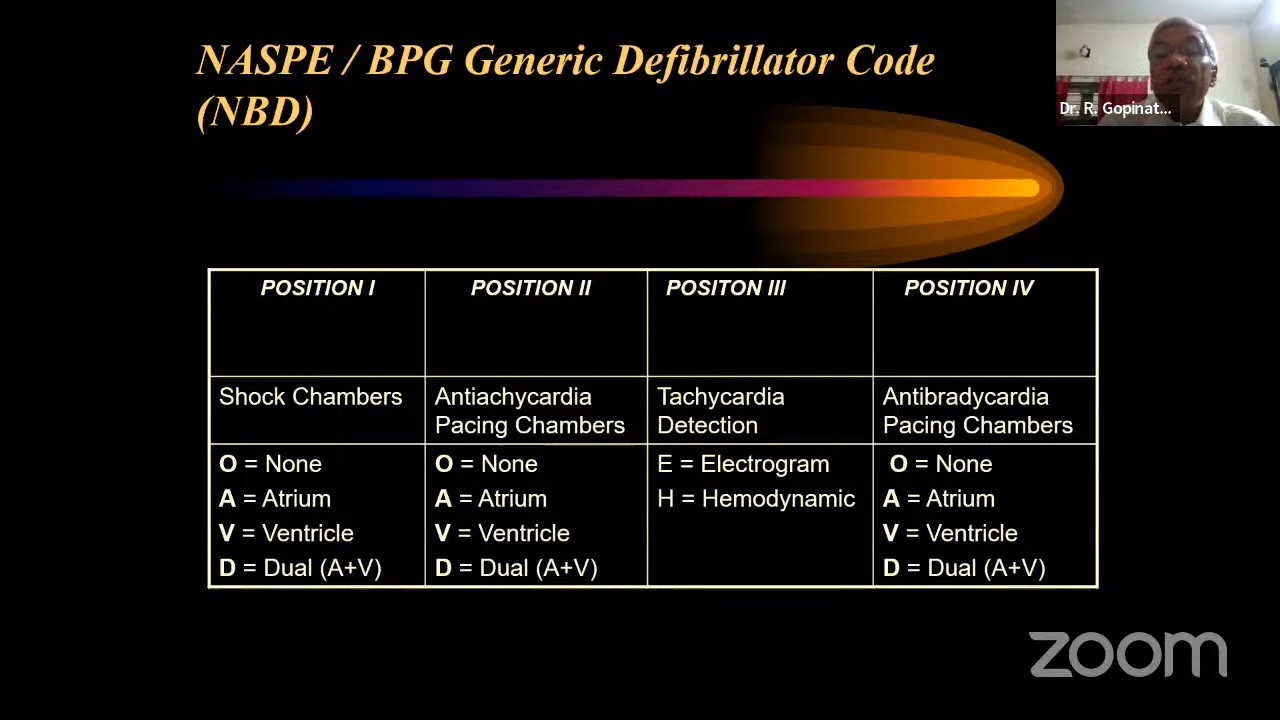 NASPE / BPG Generic Defibrillator Code
(NBD)
Dr. R. Gopinat...
POSITION I
POSITION II
POSITON III
POSITION IV
Shock Chambers
Antiachycardia
Pacing Chambers
Tachycardia
Detection
Antibradycardia
Pacing Chambers
O = None
A = Atrium
V = Ventricle
D = Dual (A+V)
O = None
A = Atrium
V = Ventricle
D = Dual (A+V)
E = Electrogram
H = Hemodynamic
O = None
A = Atrium
V = Ventricle
D = Dual (A+V)
zoom